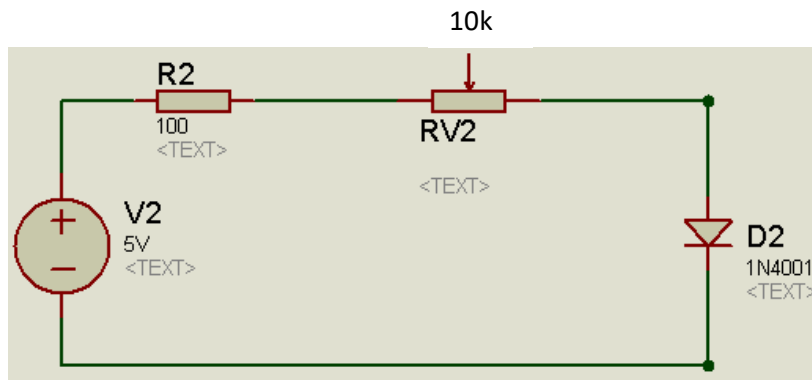 10k
R2
100
<TEXT>
RV2
<TEXT>
V2
5V
<TEXT>
D2
1N4001
<TEXT>